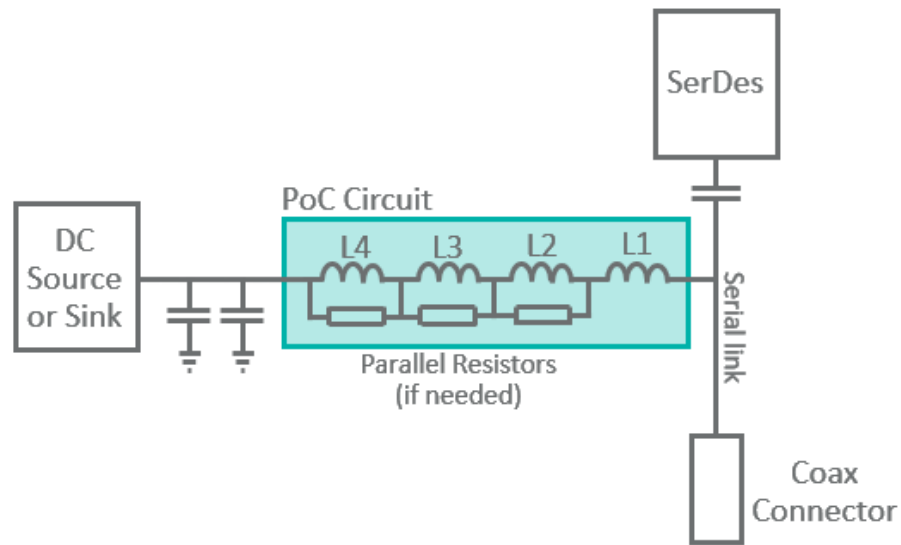 SerDes
PoC Circuit
DC
Source
or Sink
L4
L3
L2
L1
Serial link
Parallel Resistors
(if needed)
Coax
Connector